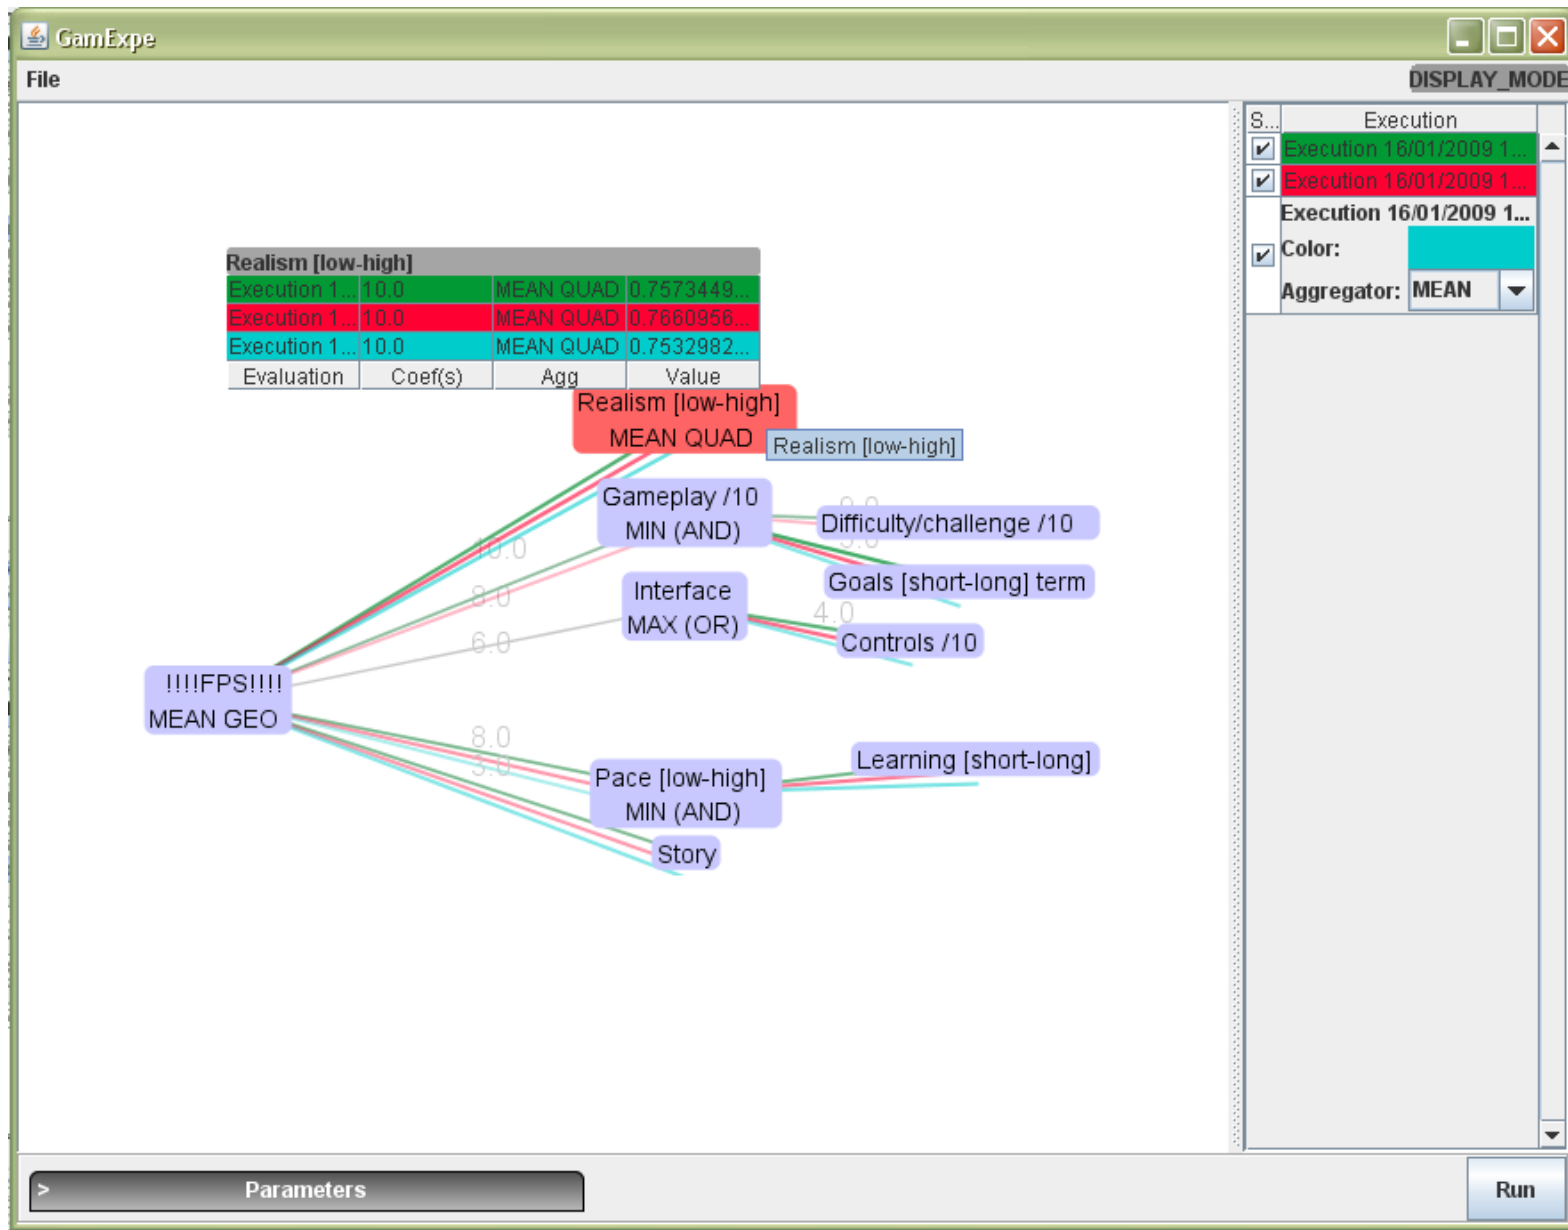 GamExpe
File
DISPLAY_MODE
S... Execution
Execution 16/01/2009 1...
Execution 16/01/2009 1...
Execution 16/01/2009 1...
Color:
Aggregator: MEAN
Realism [low-high]
Execution 1... 10.0 MEAN QUAD 0.7573449...
Execution 1... 10.0 MEAN QUAD 0.7660956...
Execution 1... 10.0 MEAN QUAD 0.7532982...
Evaluation Coef(s) Agg Value
Realism [low-high]
MEAN QUAD
Realism [low-high]
Gameplay /10
MIN (AND)
Difficulty/challenge /10
10.0
Goals [short-long] term
Interface
MAX (OR)
8.0
4.0
Controls /10
6.0
!!!!FPS!!!!
MEAN GEO
8.0
3.0
Pace [low-high]
MIN (AND)
Learning [short-long]
Story
> Parameters
Run